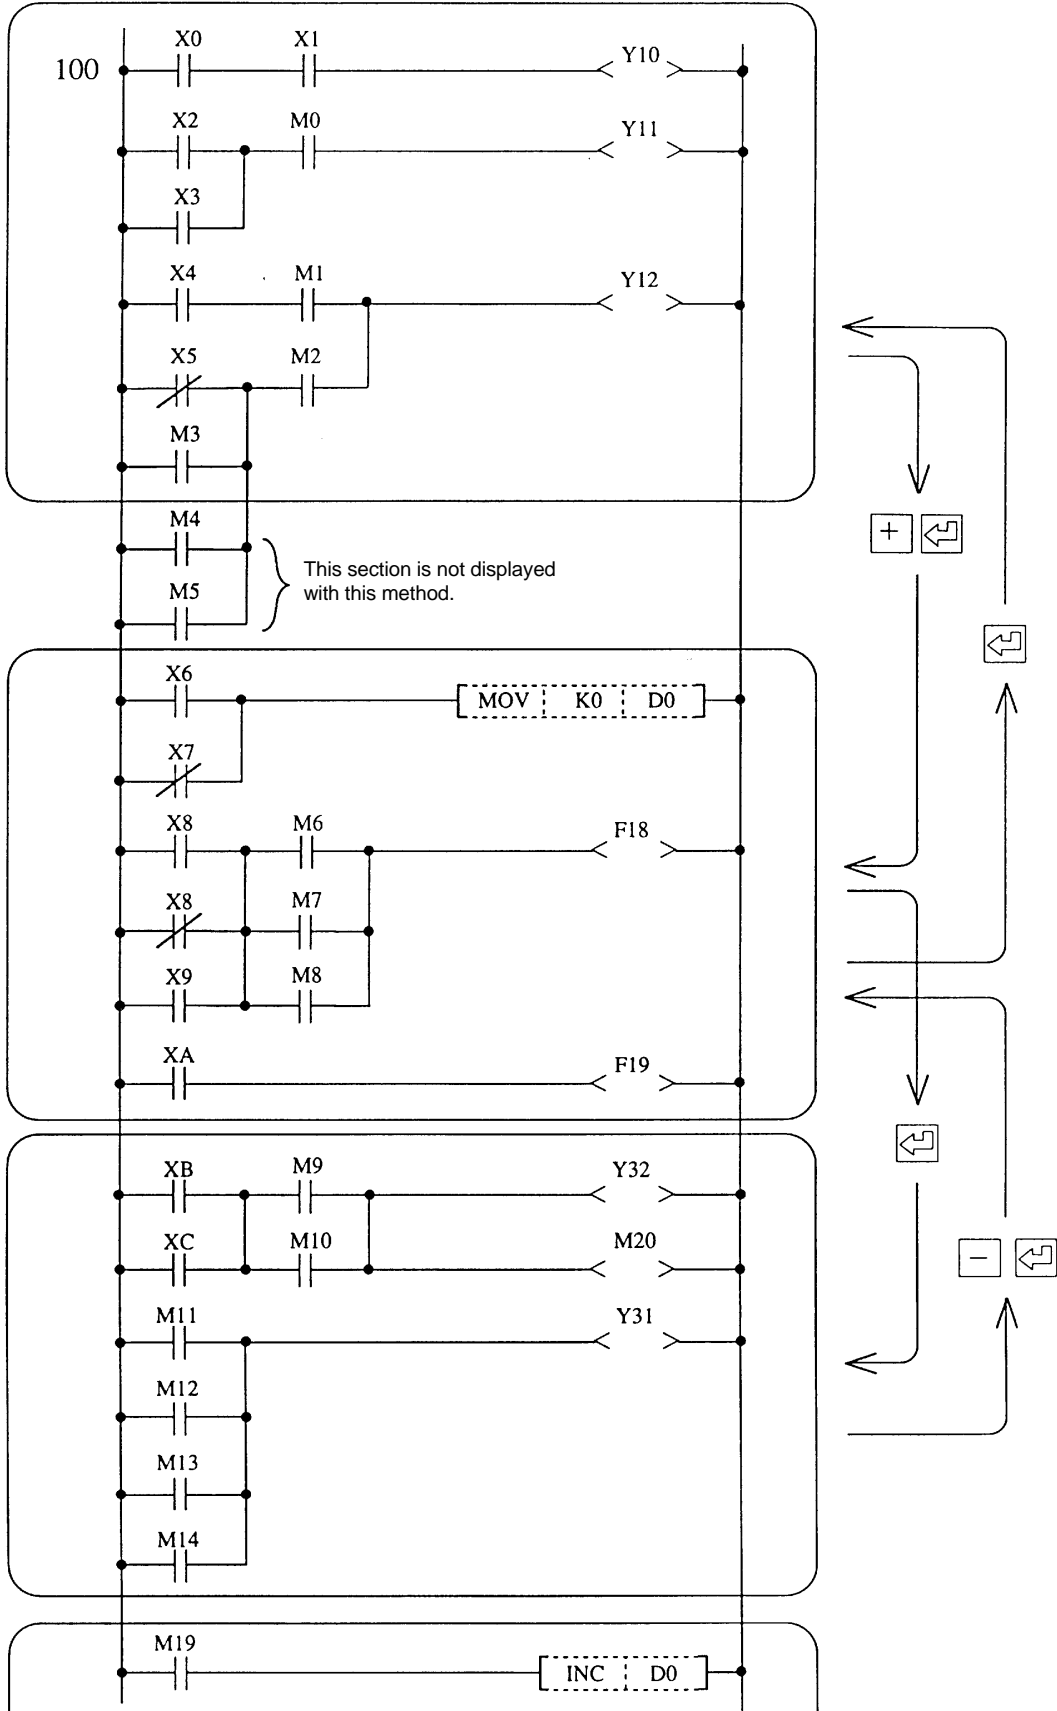 X0 X1 Y10
100
X2 M0 Y11
X3
X4 M1 Y12
X5 M2
M3
M4
This section is not displayed
with this method.
M5
X6
MOV K0 D0
X7
X8 M6 F18
X8 M7
X9 M8
XA F19
XB M9 Y32
XC M10 M20
M11 Y31
M12
M13
M14
M19
INC D0
+
−